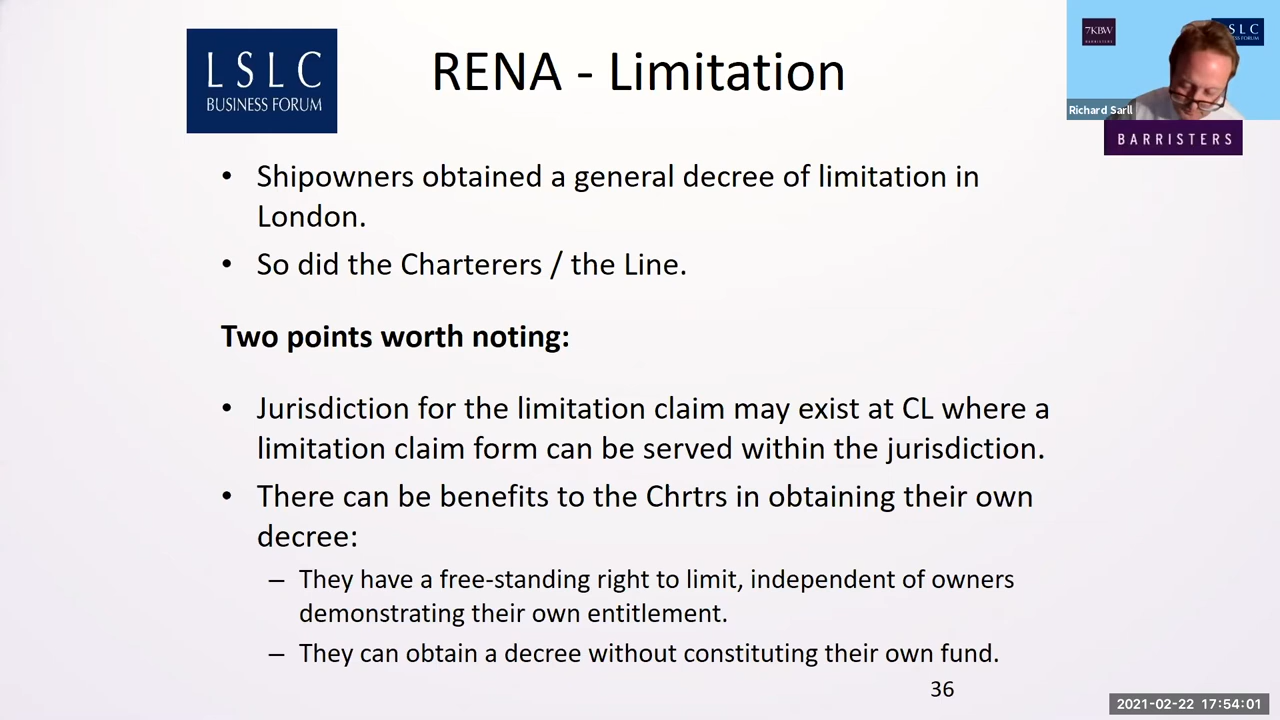 LSLC
BUSINESS FORUM
RENA - Limitation
7KBW
BARRISTERS
SLC
SS FORUM
Richard Sarll
BARRISTERS
• Shipowners obtained a general decree of limitation in
London.
• So did the Charterers / the Line.
Two points worth noting:
• Jurisdiction for the limitation claim may exist at CL where a
limitation claim form can be served within the jurisdiction.
• There can be benefits to the Chrtrs in obtaining their own
decree:
– They have a free-standing right to limit, independent of owners
demonstrating their own entitlement.
– They can obtain a decree without constituting their own fund.
36
2021-02-22 17:54:01